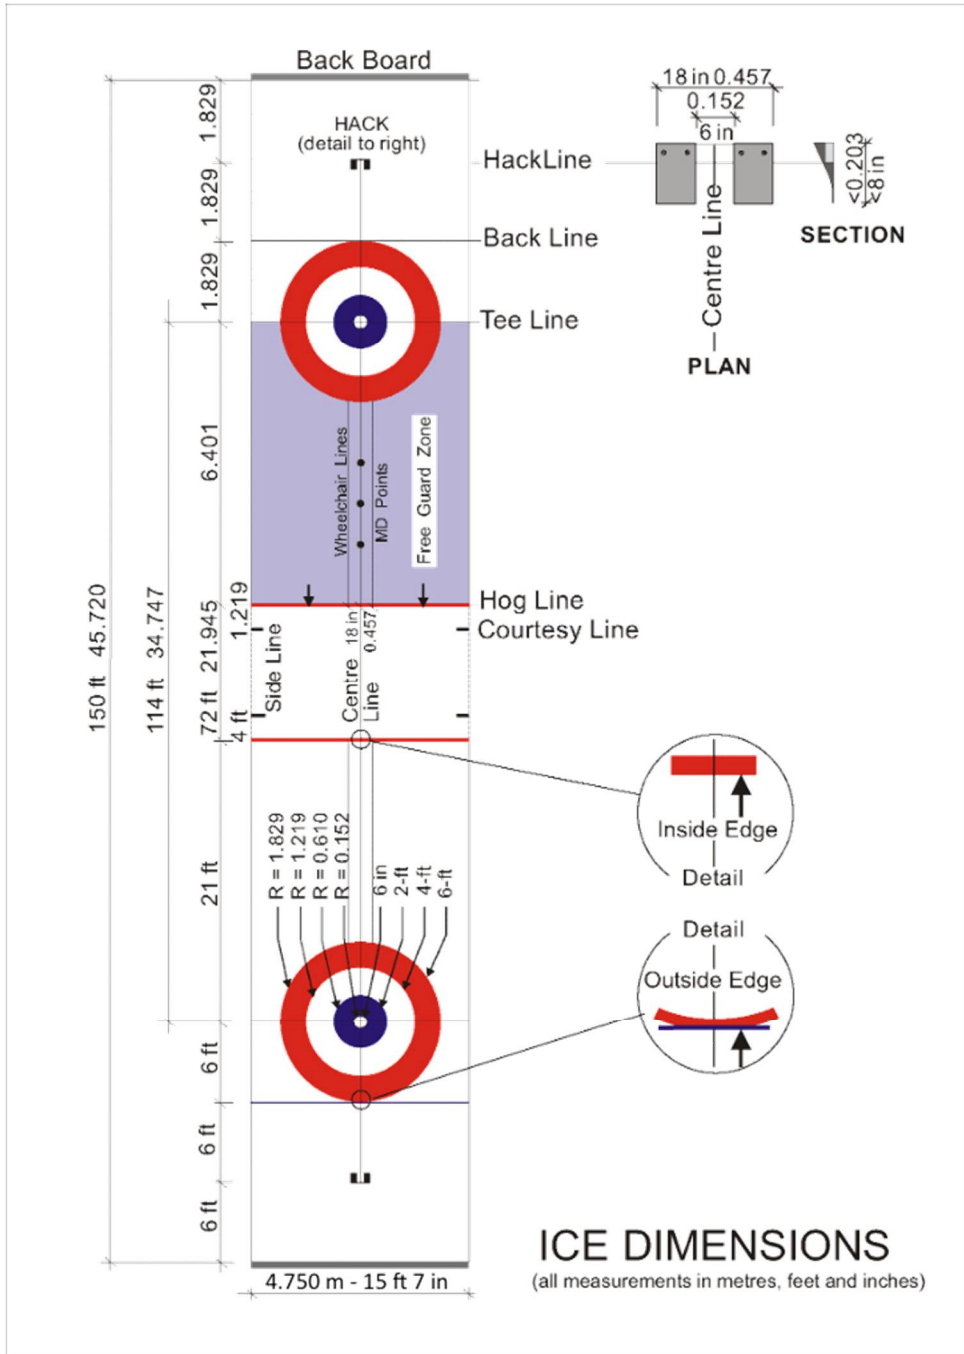 Back Board
18 in 0.457
0.152
6 in
HACK
(detail to right)
HackLine
<0.203
<8 in
Centre Line
SECTION
PLAN
1.829
1.829
1.829
Back Line
Tee Line
6.401
Wheelchair Lines
MD Points
Free Guard Zone
Hog Line
Courtesy Line
150 ft 45.720
114 ft 34.747
72 ft 21.945
4 ft 1.219
Side Line
Centre 18 in
Line 0.457
Inside Edge
Detail
21 ft
R = 1.829
R = 1.219
R = 0.610
R = 0.152
6 in
2-ft
4-ft
6-ft
Detail
Outside Edge
6 ft
6 ft
6 ft
4.750 m - 15 ft 7 in
ICE DIMENSIONS
(all measurements in metres, feet and inches)